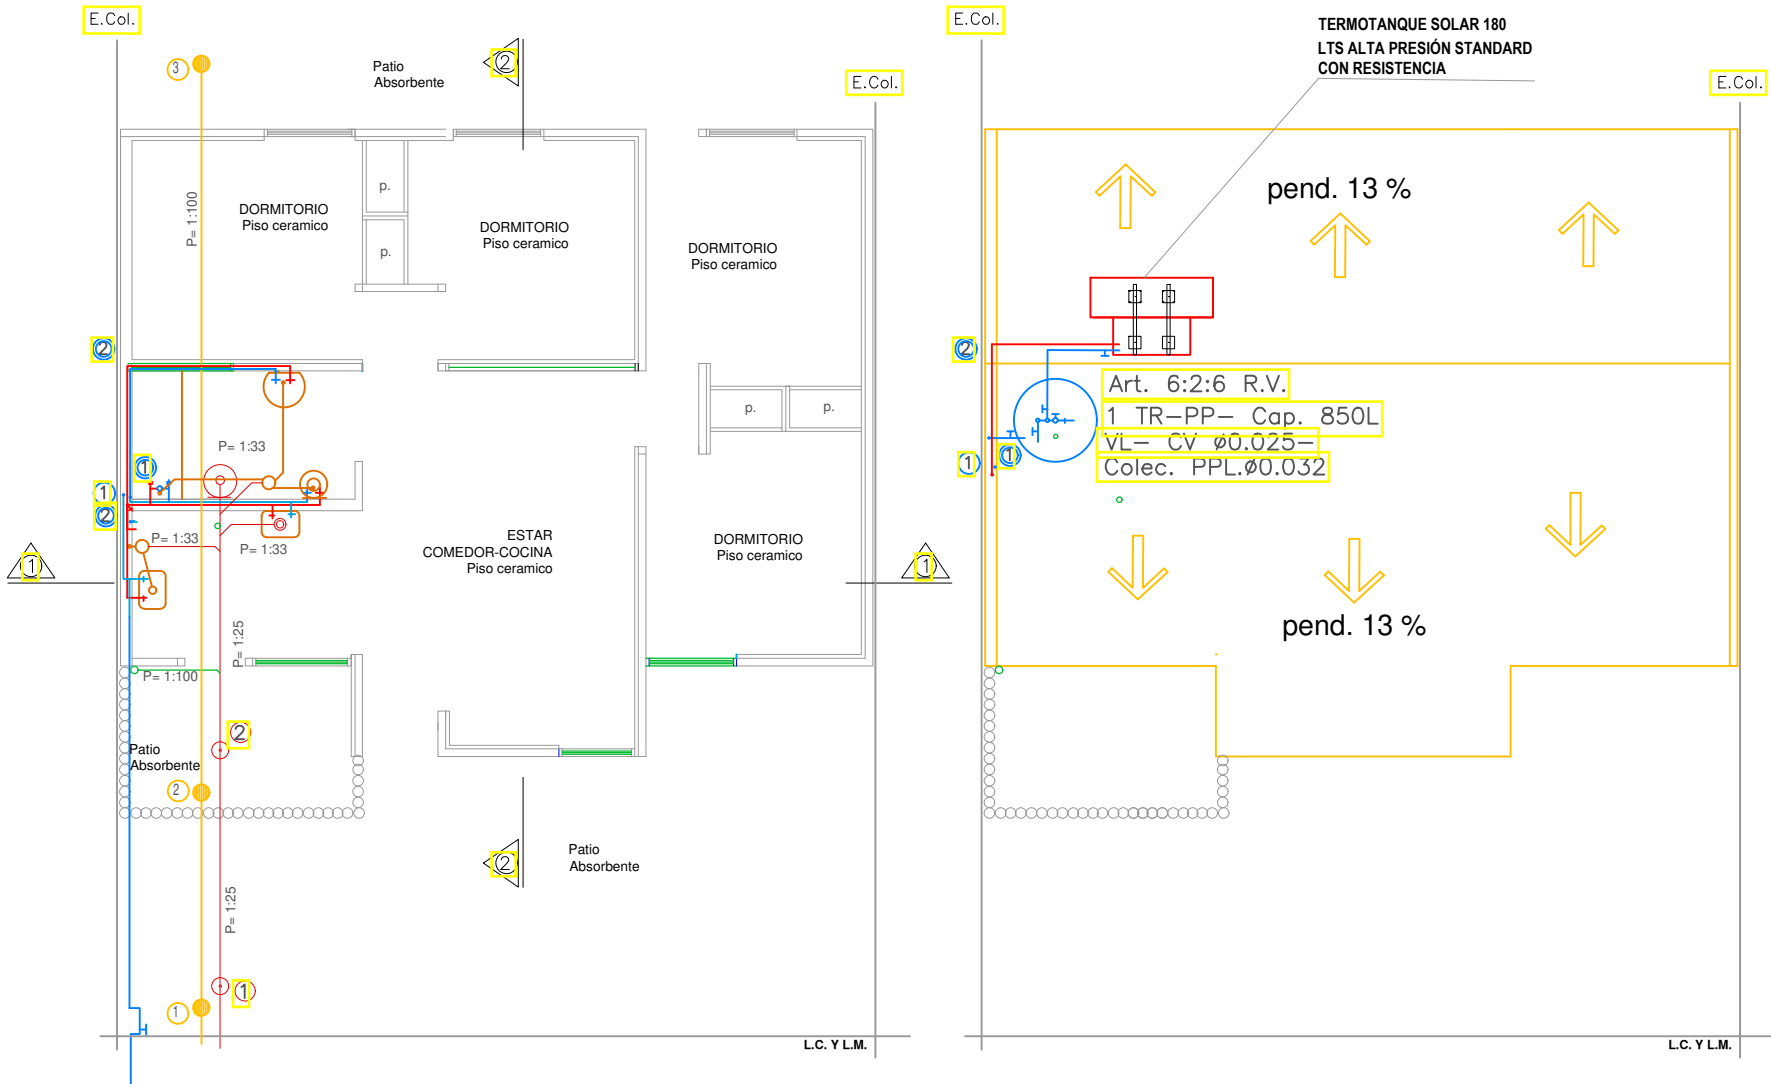 E.Col.
3
Patio
Absorbente
2
E.Col.
P= 1:100
DORMITORIO
Piso ceramico
p.
p.
DORMITORIO
Piso ceramico
DORMITORIO
Piso ceramico
2
p.
p.
P= 1:33
1
1
2
P= 1:33
P= 1:33
ESTAR
COMEDOR-COCINA
Piso ceramico
DORMITORIO
Piso ceramico
1
1
P= 1:25
P= 1:100
2
Patio
Absorbente
2
Patio
Absorbente
2
P= 1:25
1
1
L.C. Y L.M.
E.Col.
TERMOTANQUE SOLAR 180
LTS ALTA PRESIÓN STANDARD
CON RESISTENCIA
E.Col.
pend. 13 %
2
Art. 6:2:6 R.V.
1 TR-PP- Cap. 850L
VL- CV ø0.025-
Colec. PPL.ø0.032
1
1
pend. 13 %
L.C. Y L.M.